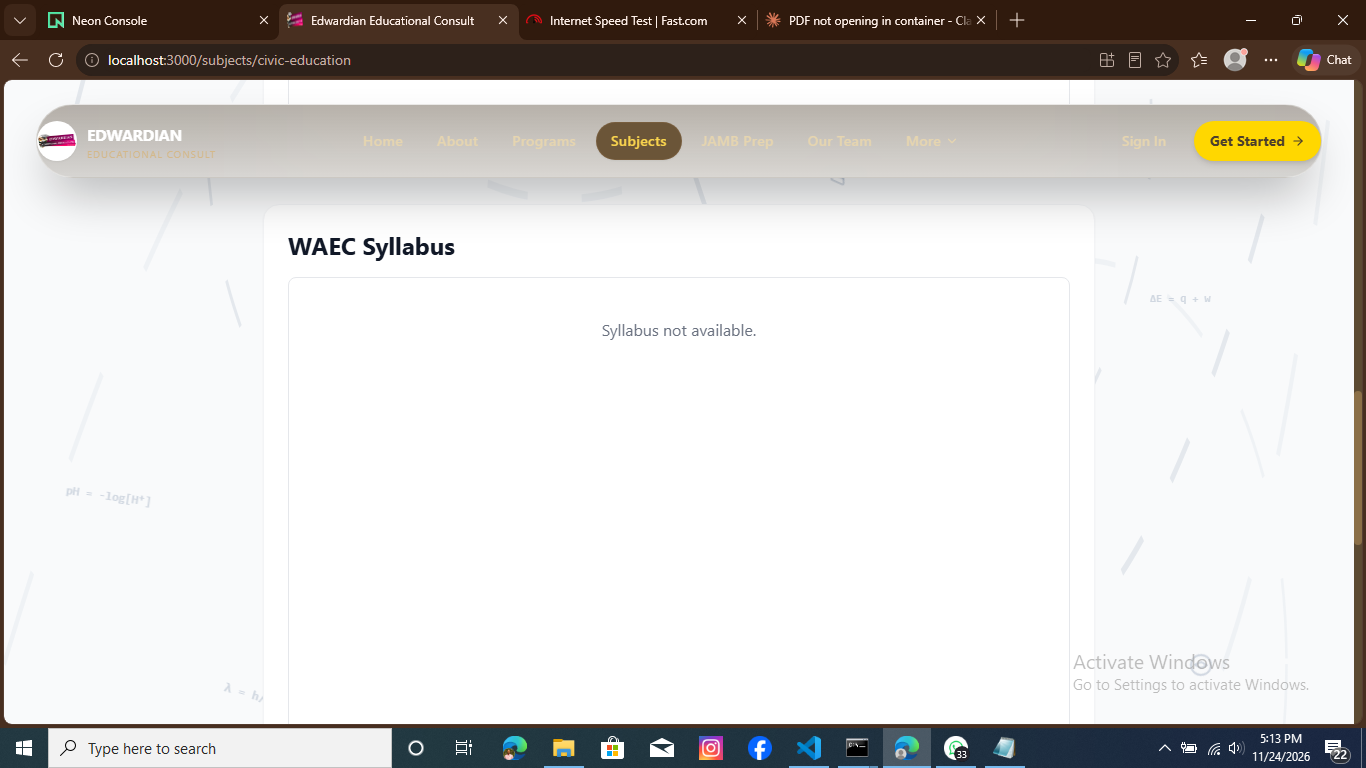 Neon Console
Edwardian Educational Consult
Internet Speed Test | Fast.com
PDF not opening in container - Cla
localhost:3000/subjects/civic-education
Chat
EDWARDIAN
EDUCATIONAL CONSULT
Home
About
Programs
Subjects
JAMB Prep
Our Team
More
Sign In
Get Started →
WAEC Syllabus
Syllabus not available.
ΔE = q + W
pH = -log[H⁺]
λ = h/
Activate Windows
Go to Settings to activate Windows.
Type here to search
33
5:13 PM
11/24/2026
22